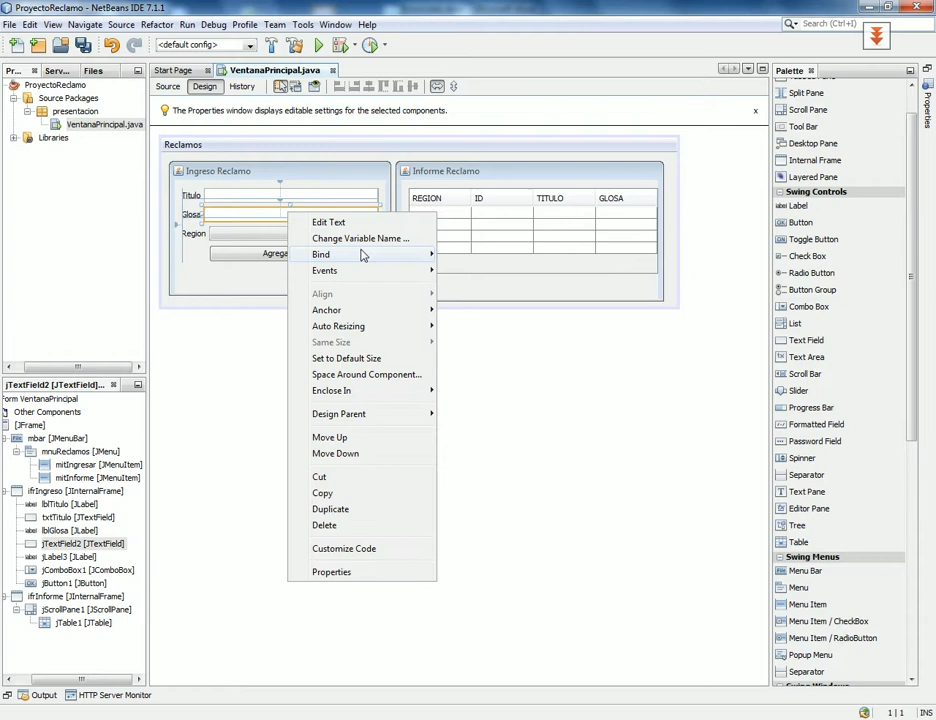 ProyectoReclamo - NetBeans IDE 7.1.1
File Edit View Navigate Source Refactor Run Debug Profile Team Tools Window Help
Search (Ctrl+I)
<default config>
Pr... Serv... Files
Start Page VentanaPrincipal.java
Palette
Properties
Source Design History
ProyectoReclamo
Source Packages
presentacion
VentanaPrincipal.java
Libraries
The Properties window displays editable settings for the selected components. x
Reclamos
Ingreso Reclamo
Titulo
Glosa
Region
Agrega
Informe Reclamo
REGION ID TITULO GLOSA
Edit Text
Change Variable Name ...
Bind
Events
Align
Anchor
Auto Resizing
Same Size
Set to Default Size
Space Around Component...
Enclose In
Design Parent
Move Up
Move Down
Cut
Copy
Duplicate
Delete
Customize Code
Properties
Split Pane
Scroll Pane
Tool Bar
Desktop Pane
Internal Frame
Layered Pane
Swing Controls
Label
Button
Toggle Button
Check Box
Radio Button
Button Group
Combo Box
List
Text Field
Text Area
Scroll Bar
Slider
Progress Bar
Formatted Field
Password Field
Spinner
Separator
Text Pane
Editor Pane
Tree
Table
Swing Menus
Menu Bar
Menu
Menu Item
Menu Item / CheckBox
Menu Item / RadioButton
Popup Menu
Separator
jTextField2 [JTextField]...
orm VentanaPrincipal
Other Components
[JFrame]
mbar [JMenuBar]
mnuReclamos [JMenu]
mitIngresar [JMenuItem]
mitInforme [JMenuItem]
ifrIngreso [JInternalFrame]
lblTitulo [JLabel]
txtTitulo [JTextField]
lblGlosa [JLabel]
jTextField2 [JTextField]
jLabel3 [JLabel]
jComboBox1 [JComboBox]
jButton1 [JButton]
ifrInforme [JInternalFrame]
jScrollPane1 [JScrollPane]
jTable1 [JTable]
Output HTTP Server Monitor
1 | 1 INS